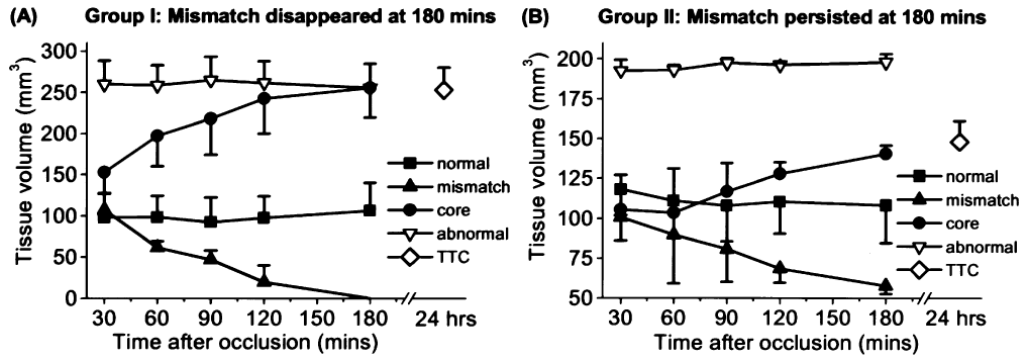 (A) Group I: Mismatch disappeared at 180 mins
Tissue volume (mm³)
300
250
200
150
100
50
0
normal
mismatch
core
abnormal
TTC
30 60 90 120 180 24 hrs
Time after occlusion (mins)
(B) Group II: Mismatch persisted at 180 mins
Tissue volume (mm³)
200
175
150
125
100
75
50
normal
mismatch
core
abnormal
TTC
30 60 90 120 180 24 hrs
Time after occlusion (mins)